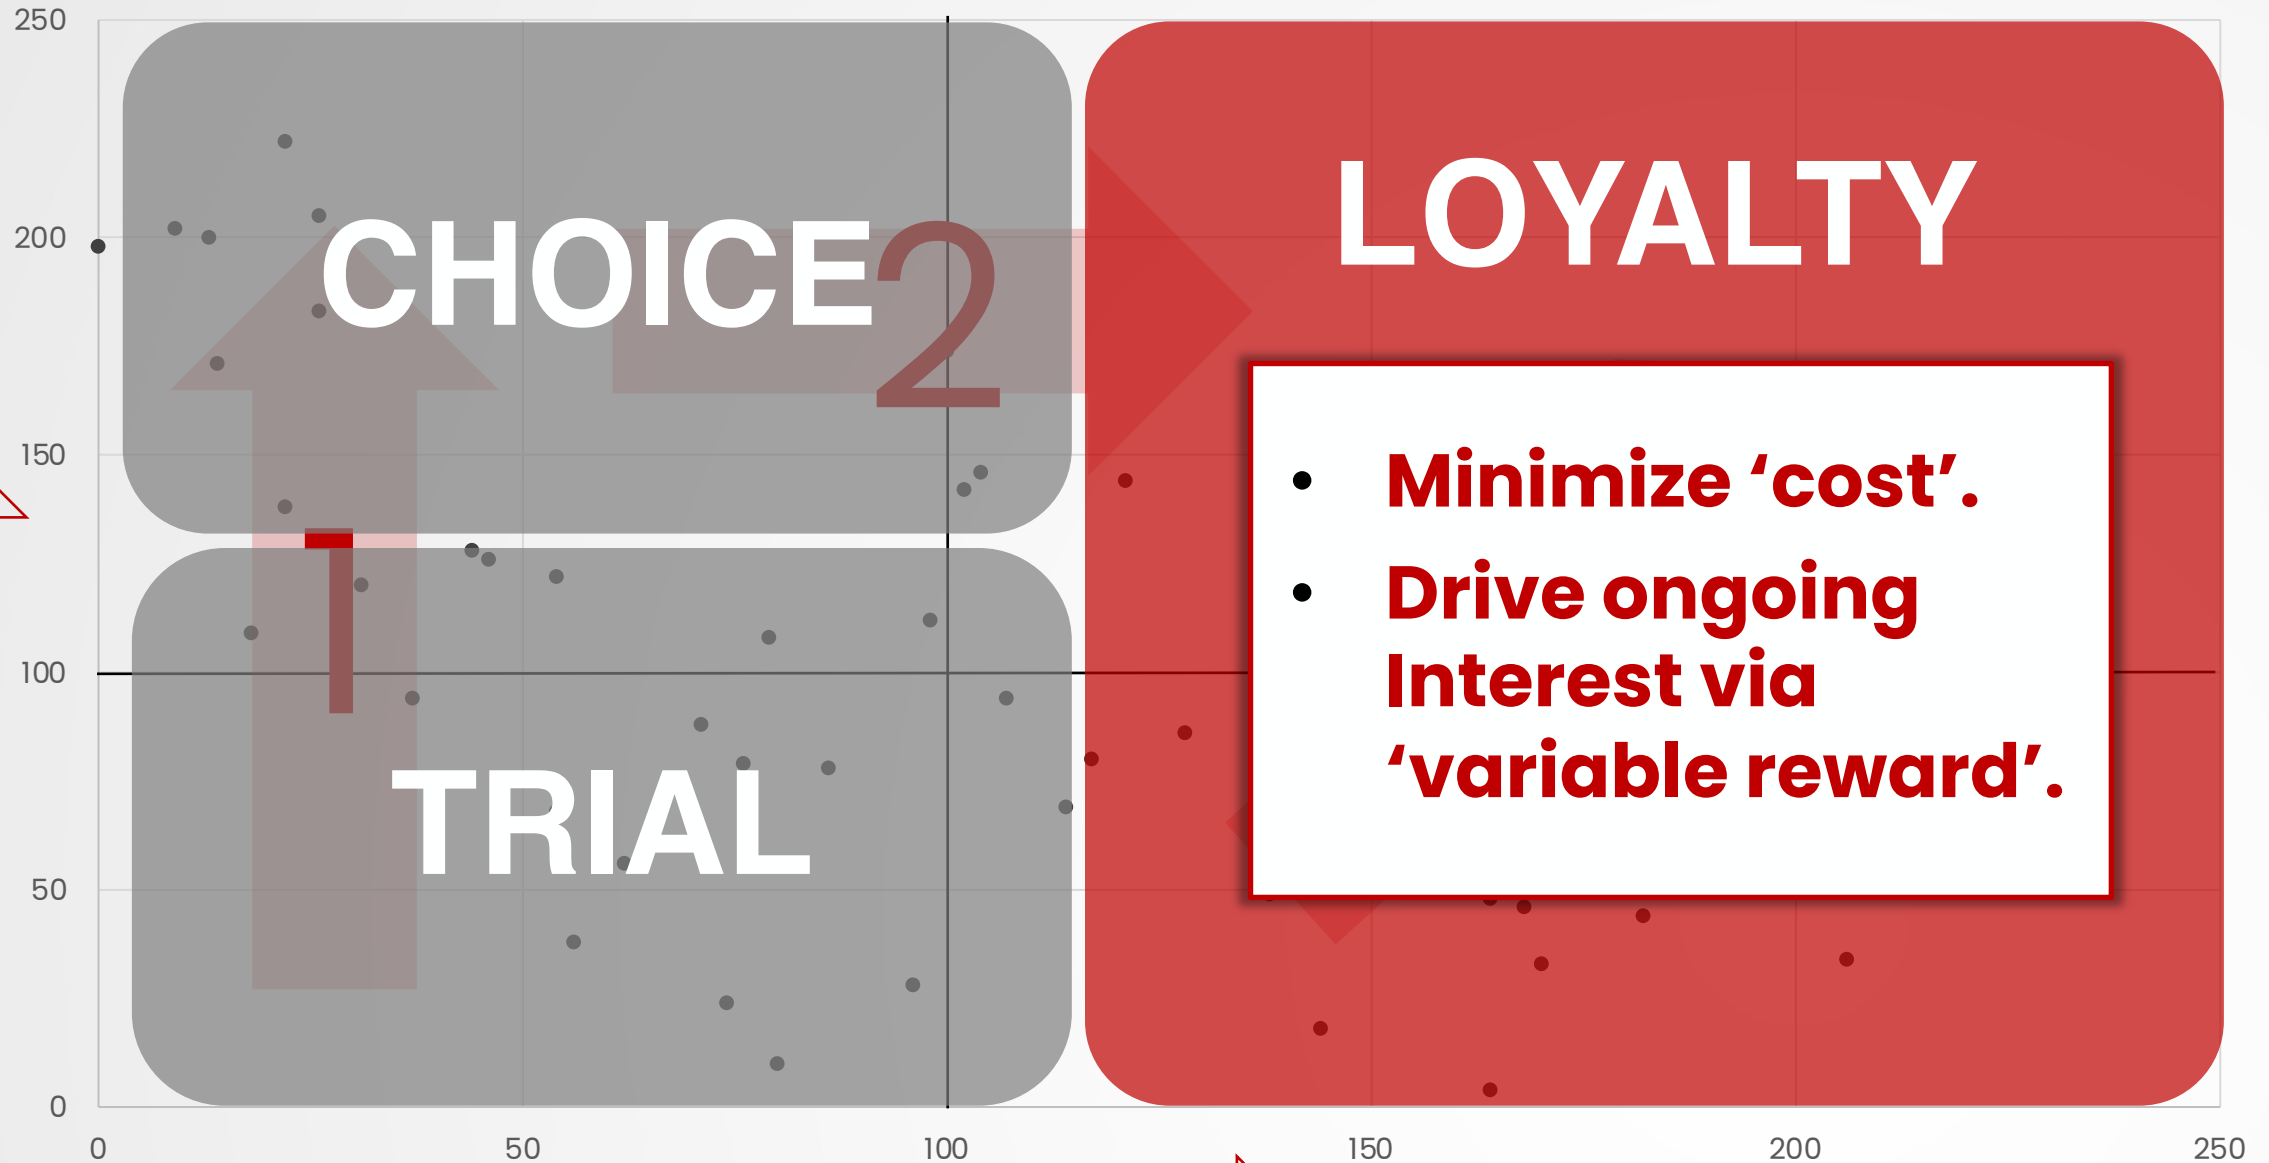 250
200
150
100
50
0
CHOICE
2
1
TRIAL
LOYALTY
• Minimize ‘cost’.
• Drive ongoing
Interest via
‘variable reward’.
0 50 100 150 200 250